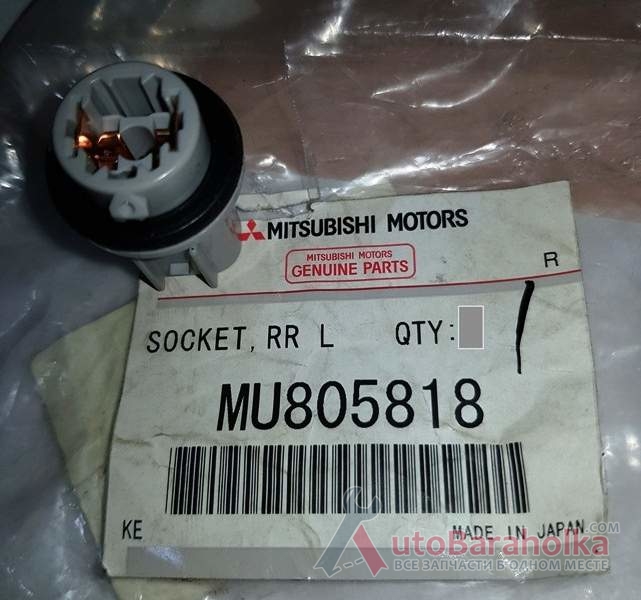 MITSUBISHI MOTORS
MITSUBISHI MOTORS
GENUINE PARTS
R
SOCKET, RR L QTY: 1
MU805818
KE MADE IN JAPAN
AutoBaraholka.com
ВСЕ ЗАПЧАСТИ В ОДНОМ МЕСТЕ